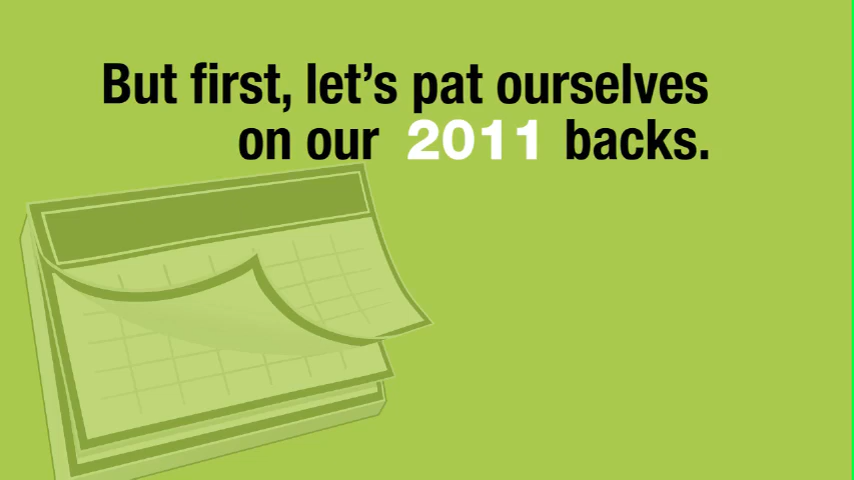 But first, let’s pat ourselves
on our 2011 backs.